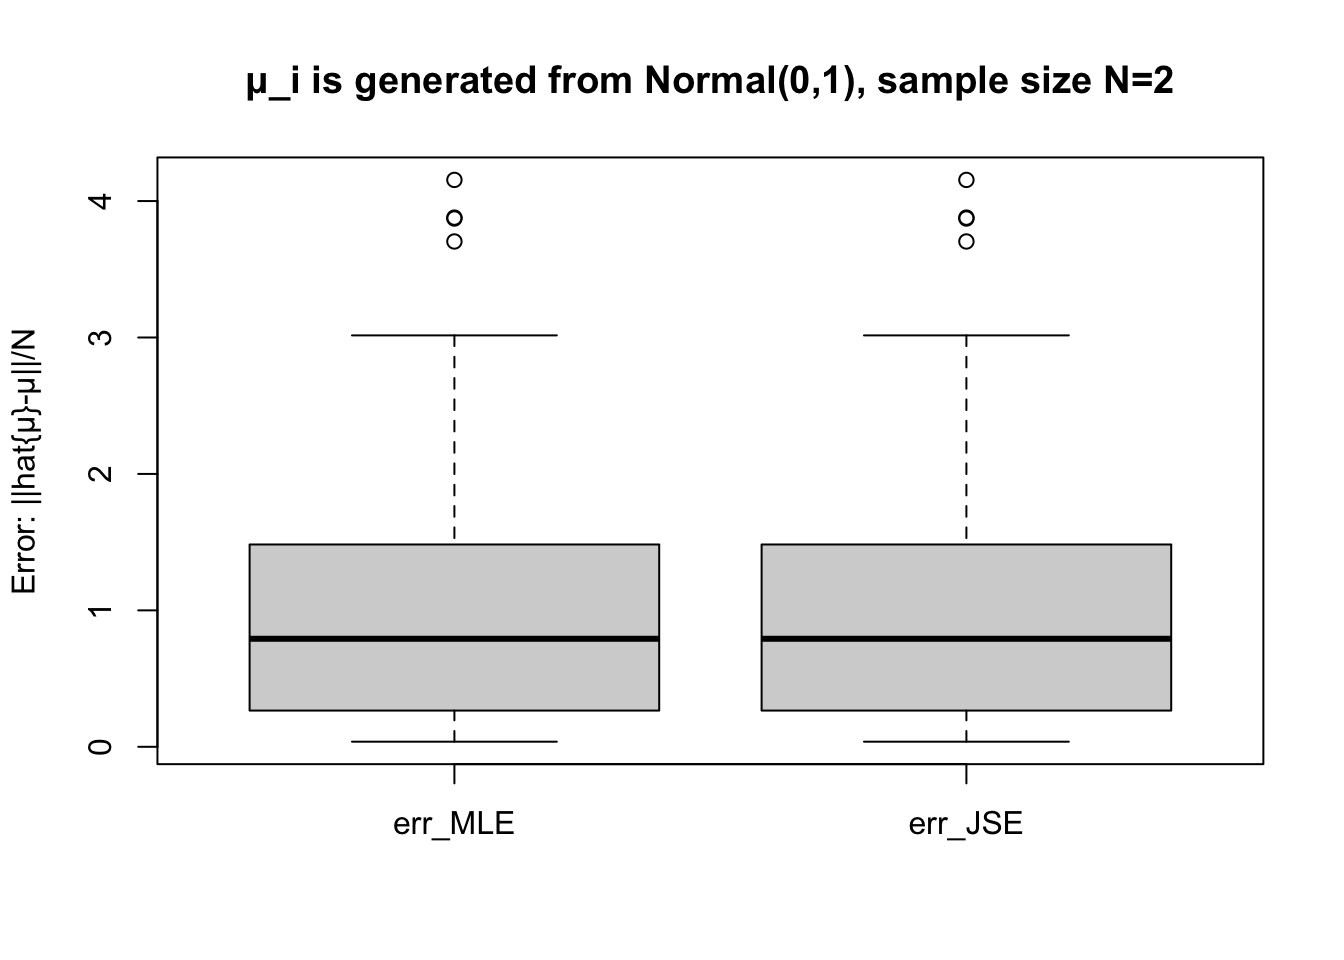 µ_i is generated from Normal(0,1), sample size N=2
Error: ||hat{µ}-µ||/N
4
3
2
1
0
err_MLE
err_JSE